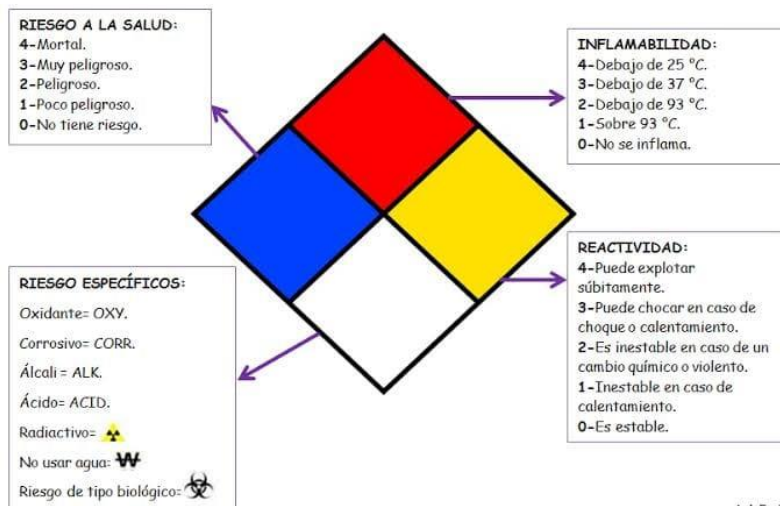 RIESGO A LA SALUD:
4-Mortal.
3-Muy peligroso.
2-Peligroso.
1-Poco peligroso.
0-No tiene riesgo.
INFLAMABILIDAD:
4-Debajo de 25 °C.
3-Debajo de 37 °C.
2-Debajo de 93 °C.
1-Sobre 93 °C.
0-No se inflama.
RIESGO ESPECÍFICOS:
Oxidante= OXY.
Corrosivo= CORR.
Álcali = ALK.
Ácido= ACID.
Radiactivo=
No usar agua: W
Riesgo de tipo biológico=
REACTIVIDAD:
4-Puede explotar
súbitamente.
3-Puede chocar en caso de
choque o calentamiento.
2-Es inestable en caso de un
cambio químico o violento.
1-Inestable en caso de
calentamiento.
0-Es estable.